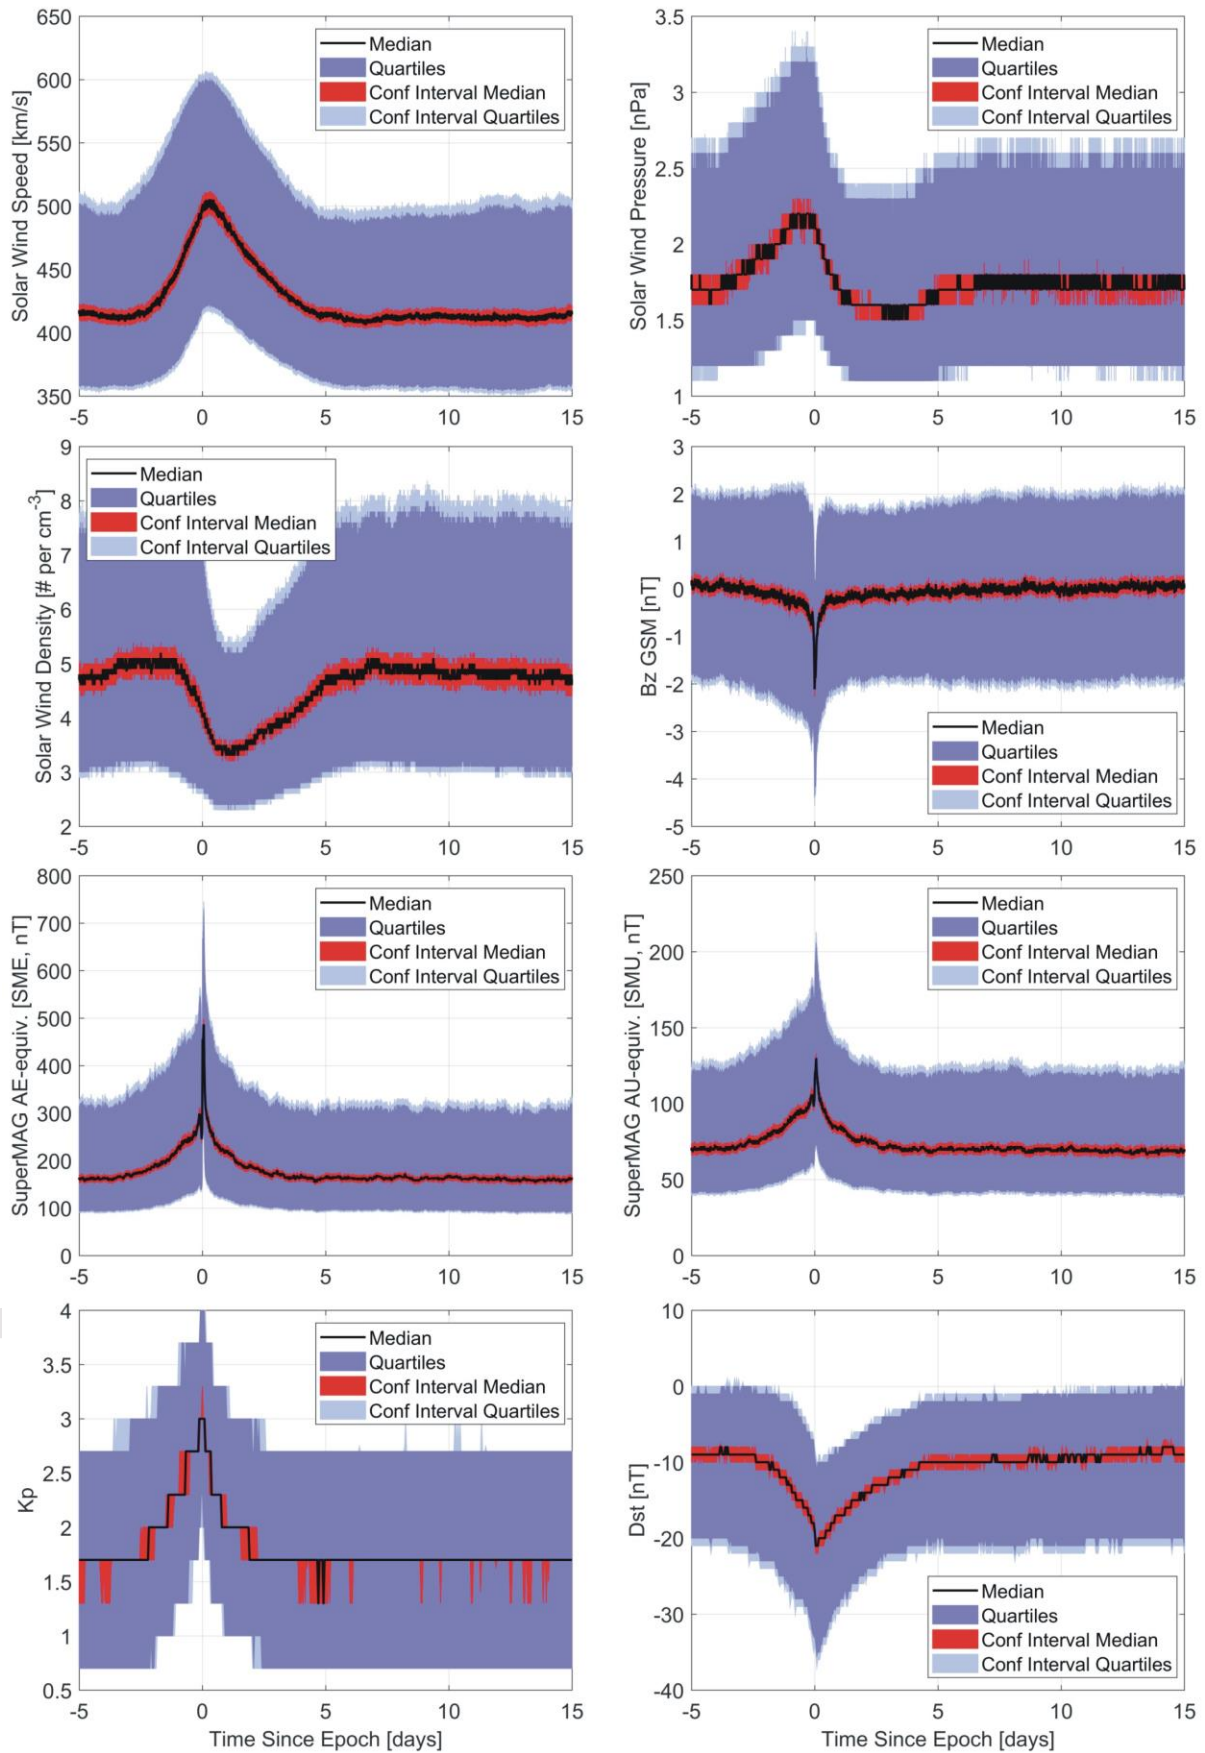 Solar Wind Speed [km/s]
650
600
550
500
450
400
350
-5
0
5
10
15
Median
Quartiles
Conf Interval Median
Conf Interval Quartiles
Solar Wind Pressure [nPa]
3.5
3
2.5
2
1.5
1
-5
0
5
10
15
Median
Quartiles
Conf Interval Median
Conf Interval Quartiles
Solar Wind Density [# per cm⁻³]
9
8
7
6
5
4
3
2
-5
0
5
10
15
Median
Quartiles
Conf Interval Median
Conf Interval Quartiles
Bz GSM [nT]
3
2
1
0
-1
-2
-3
-4
-5
-5
0
5
10
15
Median
Quartiles
Conf Interval Median
Conf Interval Quartiles
SuperMAG AE-equiv. [SME, nT]
800
700
600
500
400
300
200
100
0
-5
0
5
10
15
Median
Quartiles
Conf Interval Median
Conf Interval Quartiles
SuperMAG AU-equiv. [SMU, nT]
250
200
150
100
50
0
-5
0
5
10
15
Median
Quartiles
Conf Interval Median
Conf Interval Quartiles
Kp
4
3.5
3
2.5
2
1.5
1
0.5
-5
0
5
10
15
Time Since Epoch [days]
Median
Quartiles
Conf Interval Median
Conf Interval Quartiles
Dst [nT]
10
0
-10
-20
-30
-40
-5
0
5
10
15
Time Since Epoch [days]
Median
Quartiles
Conf Interval Median
Conf Interval Quartiles